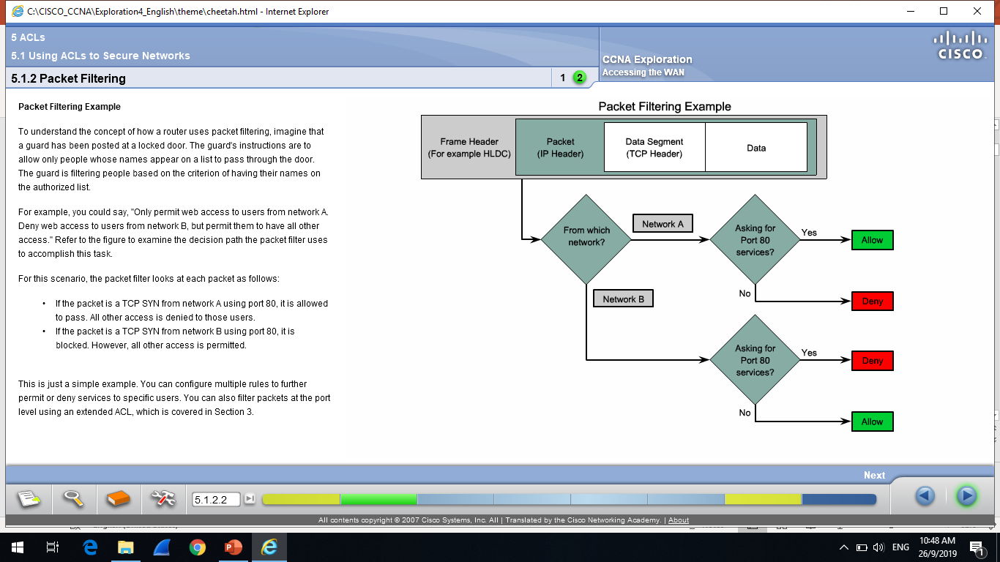 C:\CISCO_CCNA\Exploration4_English\theme\cheetah.html - Internet Explorer
5 ACLs
5.1 Using ACLs to Secure Networks
CCNA Exploration
Accessing the WAN
CISCO
5.1.2 Packet Filtering
1 2
Packet Filtering Example
To understand the concept of how a router uses packet filtering, imagine that
a guard has been posted at a locked door. The guard's instructions are to
allow only people whose names appear on a list to pass through the door.
The guard is filtering people based on the criterion of having their names on
the authorized list.
For example, you could say, "Only permit web access to users from network A.
Deny web access to users from network B, but permit them to have all other
access." Refer to the figure to examine the decision path the packet filter uses
to accomplish this task.
For this scenario, the packet filter looks at each packet as follows:
• If the packet is a TCP SYN from network A using port 80, it is allowed
to pass. All other access is denied to those users.
• If the packet is a TCP SYN from network B using port 80, it is
blocked. However, all other access is permitted.
This is just a simple example. You can configure multiple rules to further
permit or deny services to specific users. You can also filter packets at the port
level using an extended ACL, which is covered in Section 3.
Packet Filtering Example
Frame Header
(For example HLDC)
Packet
(IP Header)
Data Segment
(TCP Header)
Data
From which
network?
Network A
Asking for
Port 80
services?
Yes
Allow
No
Deny
Network B
Asking for
Port 80
services?
Yes
Deny
No
Allow
Next
5.1.2.2
All contents copyright © 2007 Cisco Systems, Inc. All | Translated by the Cisco Networking Academy. | About
ENG
10:48 AM
26/9/2019
1